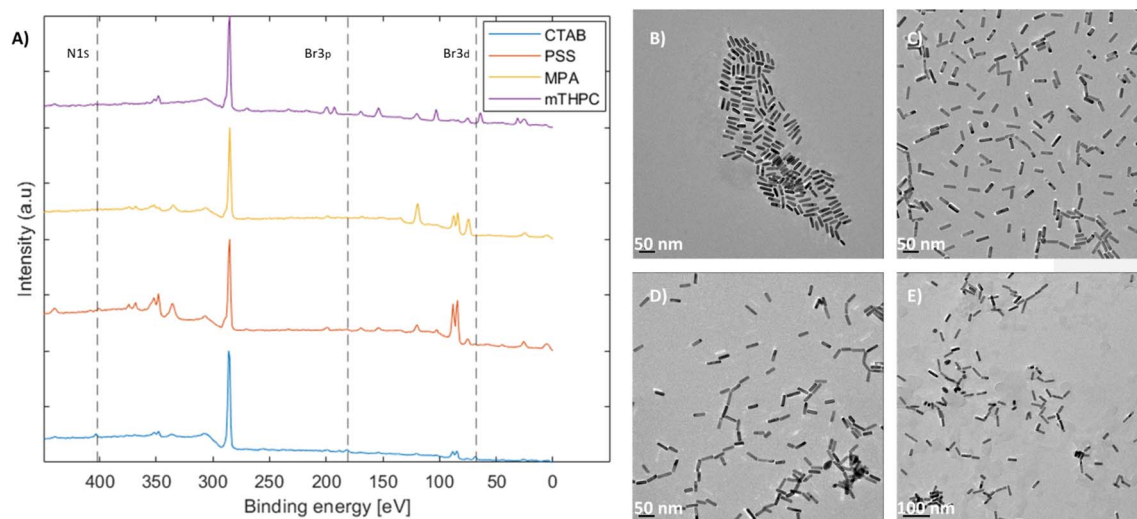 A)
N1s
Br3p
Br3d
CTAB
PSS
MPA
mTHPC
Intensity (a.u)
400
350
300
250
200
150
100
50
0
Binding energy [eV]
B)
50 nm
C)
50 nm
D)
50 nm
E)
100 nm